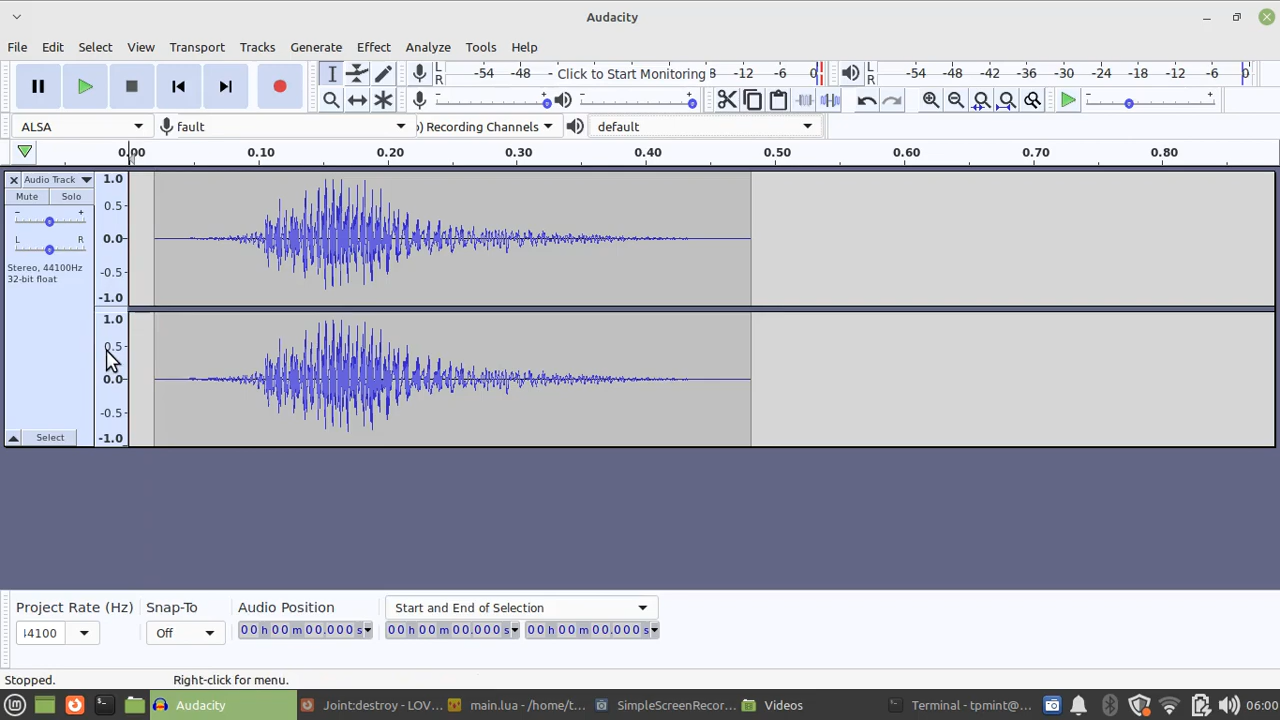 Audacity
File Edit Select View Transport Tracks Generate Effect Analyze Tools Help
L R -54 -48 - Click to Start Monitoring -12 -6 0 L R -54 -48 -42 -36 -30 -24 -18 -12 -6 0
ALSA fault ) Recording Channels default
0.00 0.10 0.20 0.30 0.40 0.50 0.60 0.70 0.80
Audio Track 1.0
Mute Solo
- + 0.5
L R 0.0
Stereo, 44100Hz -0.5
32-bit float
-1.0
1.0
0.5
0.0
-0.5
Select -1.0
Project Rate (Hz) Snap-To Audio Position Start and End of Selection
44100 Off 00 h 00 m 00.000 s 00 h 00 m 00.000 s 00 h 00 m 00.000 s
Stopped. Right-click for menu.
Audacity Joint:destroy - LOV... main.lua - /home/t... SimpleScreenRecor... Videos Terminal - tpmint@... 06:00